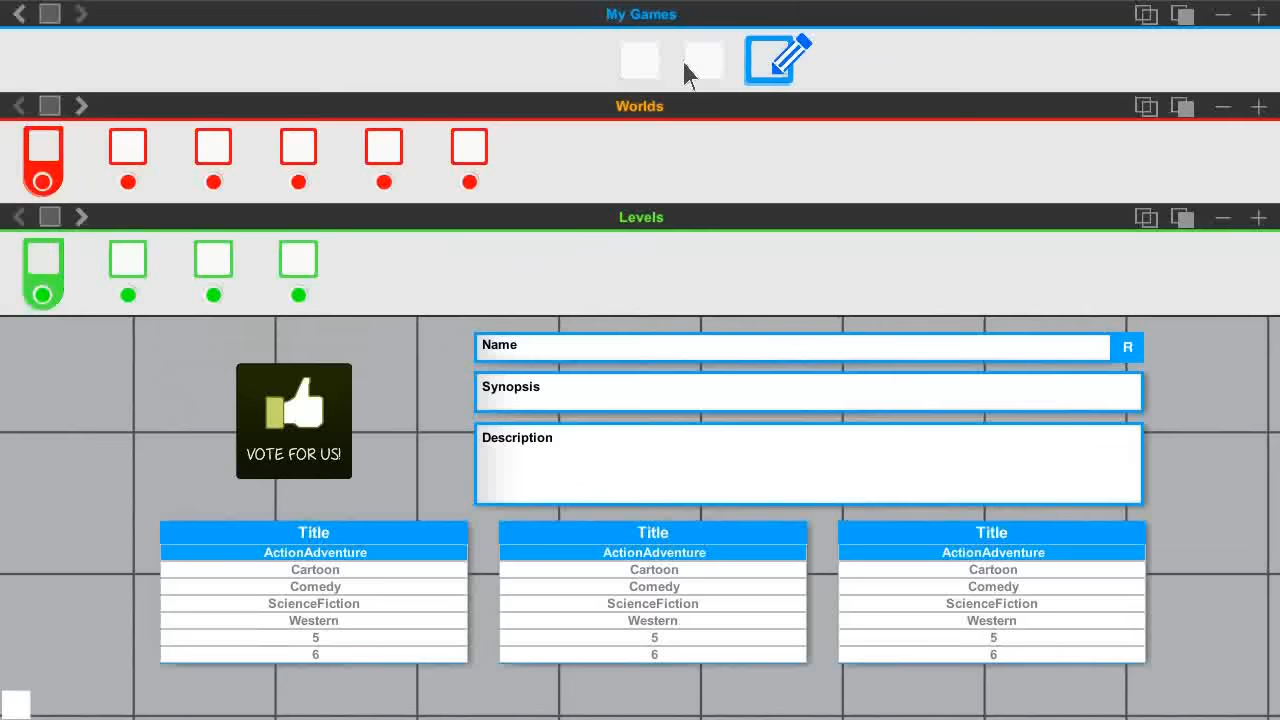 My Games
Worlds
Levels
Name
R
Synopsis
Description
VOTE FOR US!
Title
ActionAdventure
Cartoon
Comedy
ScienceFiction
Western
5
6
Title
ActionAdventure
Cartoon
Comedy
ScienceFiction
Western
5
6
Title
ActionAdventure
Cartoon
Comedy
ScienceFiction
Western
5
6